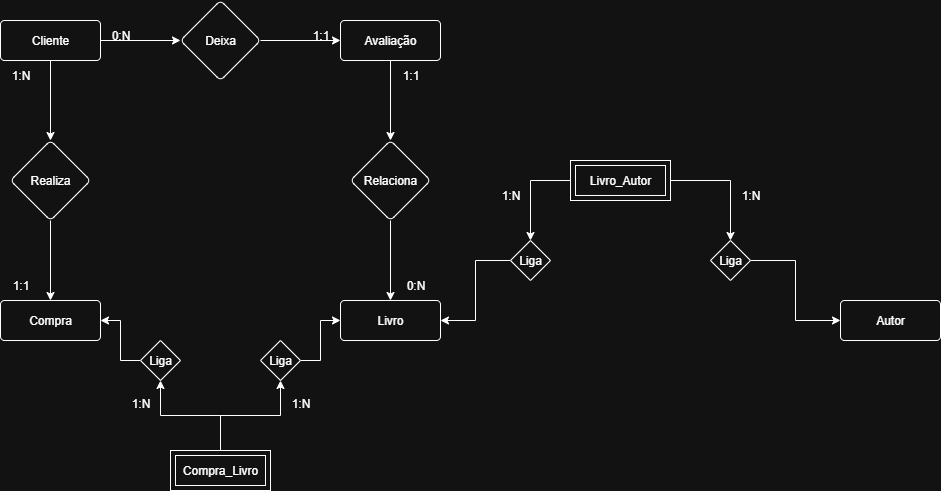 Cliente
0:N
Deixa
1:1
Avaliação
1:N
1:1
Realiza
Relaciona
Livro_Autor
1:N
1:N
Liga
Liga
1:1
0:N
Compra
Livro
Autor
Liga
Liga
1:N
1:N
Compra_Livro